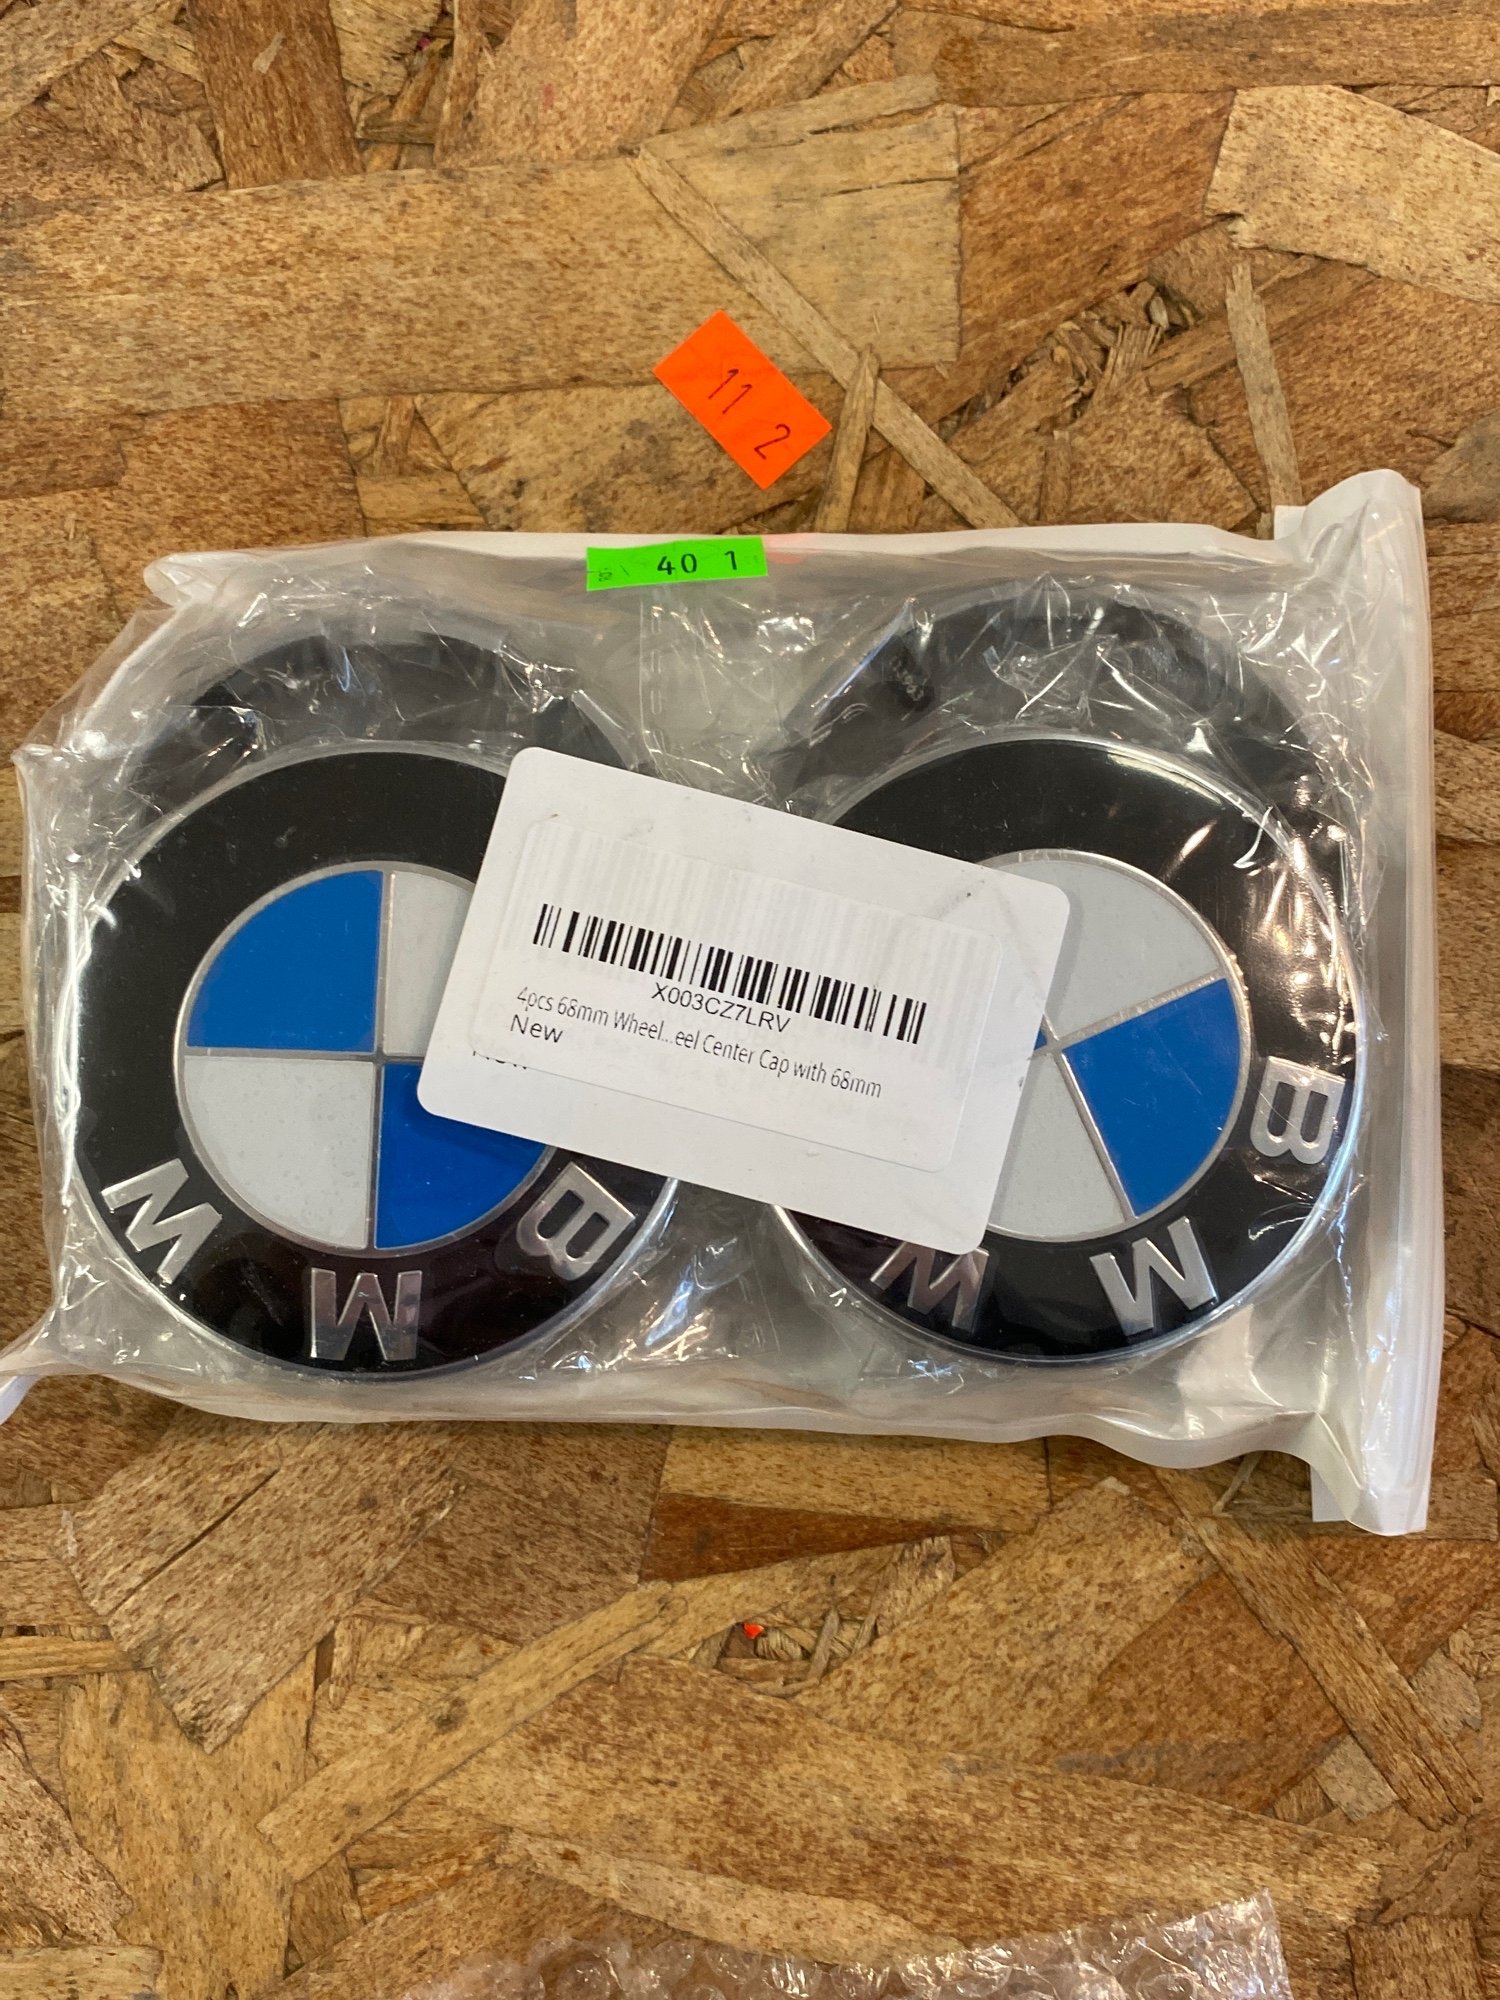 11 2
40 1
X003CZ7LRV
4pcs 68mm Wheel...eel Center Cap with 68mm
New
BMW
BMW